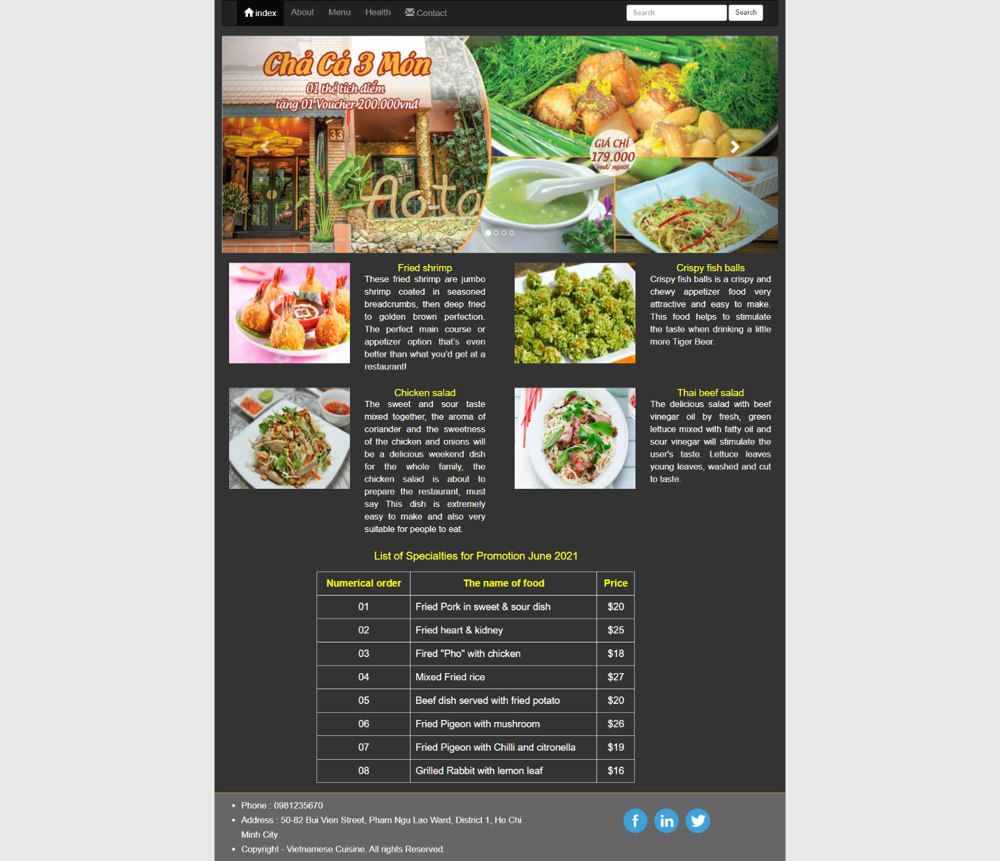 index About Menu Health Contact Search Search
Chả Cá 3 Món
01 thẻ tích điểm
tặng 01 Voucher 200.000vnđ
33
Ao ta
GIÁ CHỈ
179.000
vnđ/ người
Fried shrimp
These fried shrimp are jumbo
shrimp coated in seasoned
breadcrumbs, then deep fried
to golden brown perfection.
The perfect main course or
appetizer option that's even
better than what you'd get at a
restaurant!
Crispy fish balls
Crispy fish balls is a crispy and
chewy appetizer food very
attractive and easy to make.
This food helps to stimulate
the taste when drinking a little
more Tiger Beer.
Chicken salad
The sweet and sour taste
mixed together, the aroma of
coriander and the sweetness
of the chicken and onions will
be a delicious weekend dish
for the whole family, the
chicken salad is about to
prepare the restaurant, must
say This dish is extremely
easy to make and also very
suitable for people to eat.
Thai beef salad
The delicious salad with beef
vinegar oil by fresh, green
lettuce mixed with fatty oil and
sour vinegar will stimulate the
user's taste. Lettuce leaves
young leaves, washed and cut
to taste.
List of Specialties for Promotion June 2021
Numerical order The name of food Price
01 Fried Pork in sweet & sour dish $20
02 Fried heart & kidney $25
03 Fired "Pho" with chicken $18
04 Mixed Fried rice $27
05 Beef dish served with fried potato $20
06 Fried Pigeon with mushroom $26
07 Fried Pigeon with Chilli and citronella $19
08 Grilled Rabbit with lemon leaf $16
Phone : 0981235670
Address : 50-82 Bui Vien Street, Pham Ngu Lao Ward, District 1, Ho Chi
Minh City
Copyright - Vietnamese Cuisine. All rights Reserved.
f in